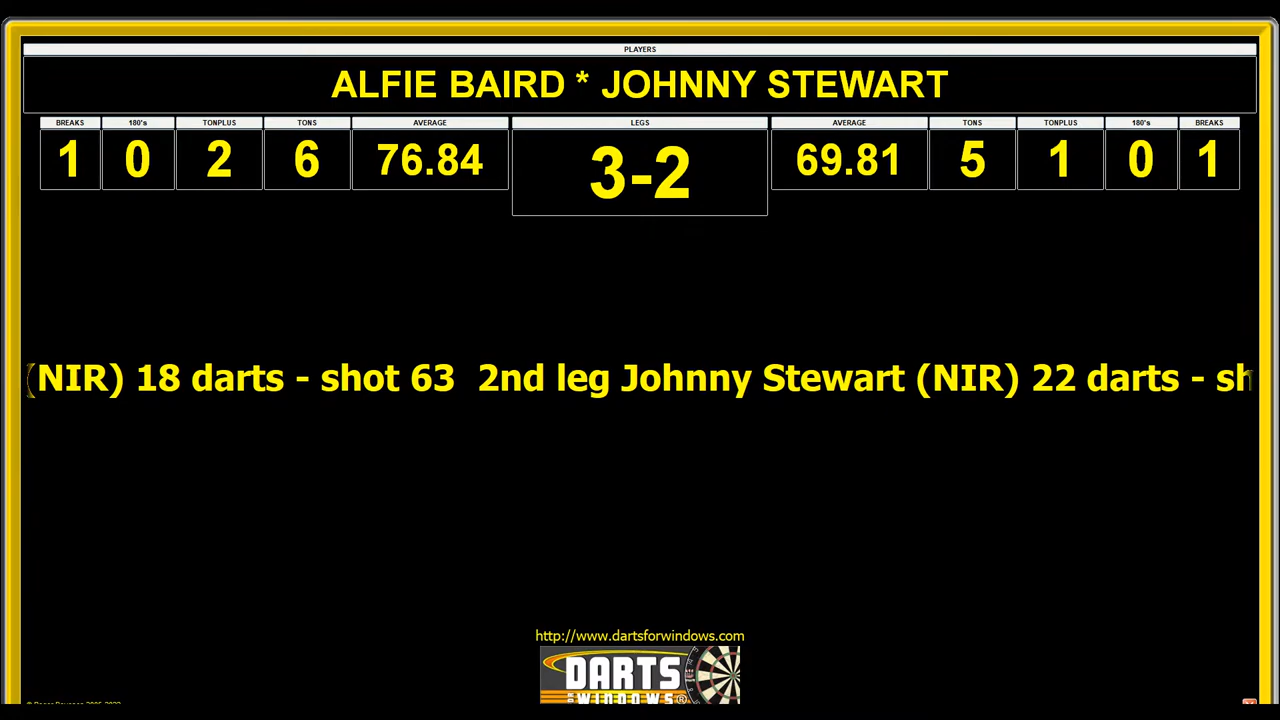 PLAYERS
ALFIE BAIRD * JOHNNY STEWART
BREAKS 180's TONPLUS TONS AVERAGE LEGS AVERAGE TONS TONPLUS 180's BREAKS
1 0 2 6 76.84 3-2 69.81 5 1 0 1
(NIR) 18 darts - shot 63 2nd leg Johnny Stewart (NIR) 22 darts - sh
http://www.dartsforwindows.com
DARTS
FOR WINDOWS®